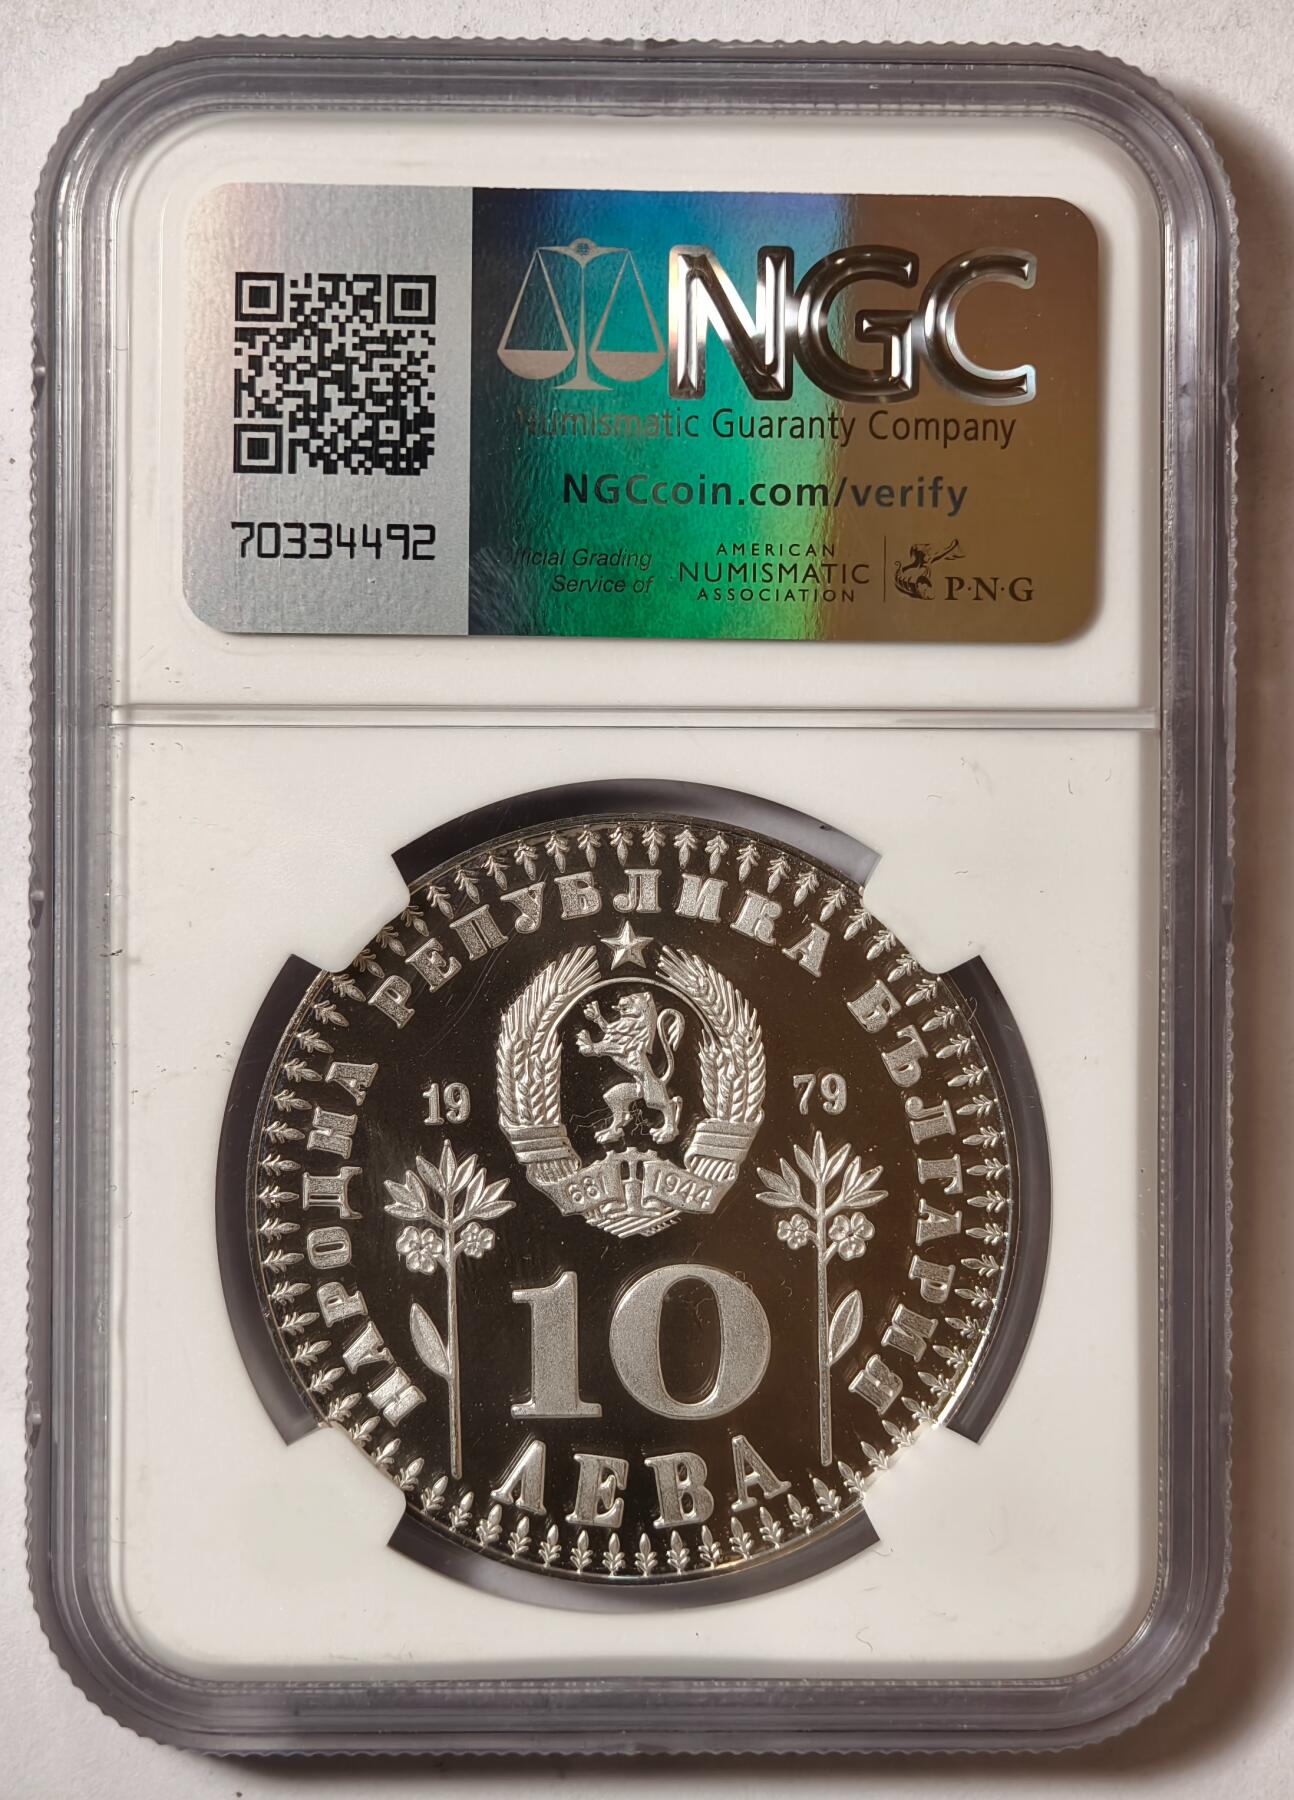 NGC
Numismatic Guaranty Company
NGCcoin.com/verify
70334492
Official Grading
Service of
AMERICAN
NUMISMATIC
ASSOCIATION
P·N·G
НАРОДНА РЕПУБЛИКА БЪЛГАРИЯ
19 79
681 1944
10
ЛЕВА